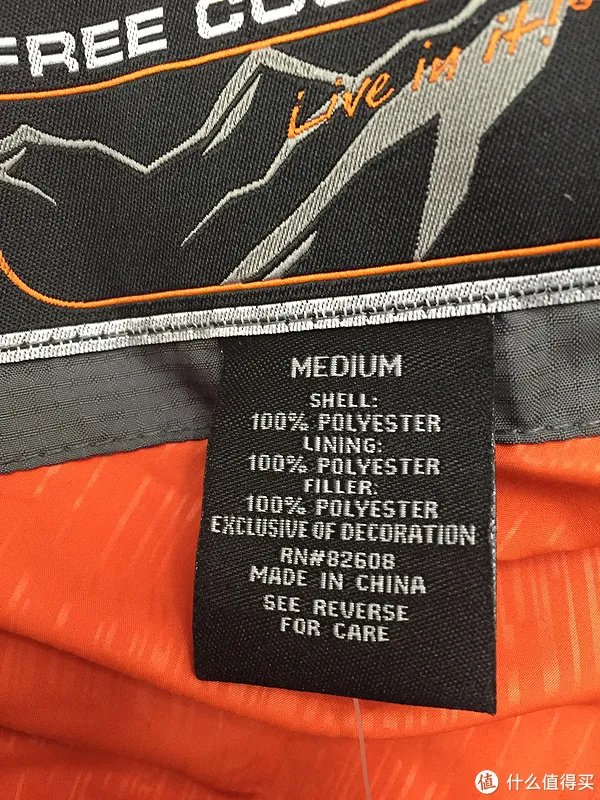 FREE
Live in it!
MEDIUM
SHELL:
100% POLYESTER
LINING:
100% POLYESTER
FILLER:
100% POLYESTER
EXCLUSIVE OF DECORATION
RN#82608
MADE IN CHINA
SEE REVERSE
FOR CARE
值 什么值得买